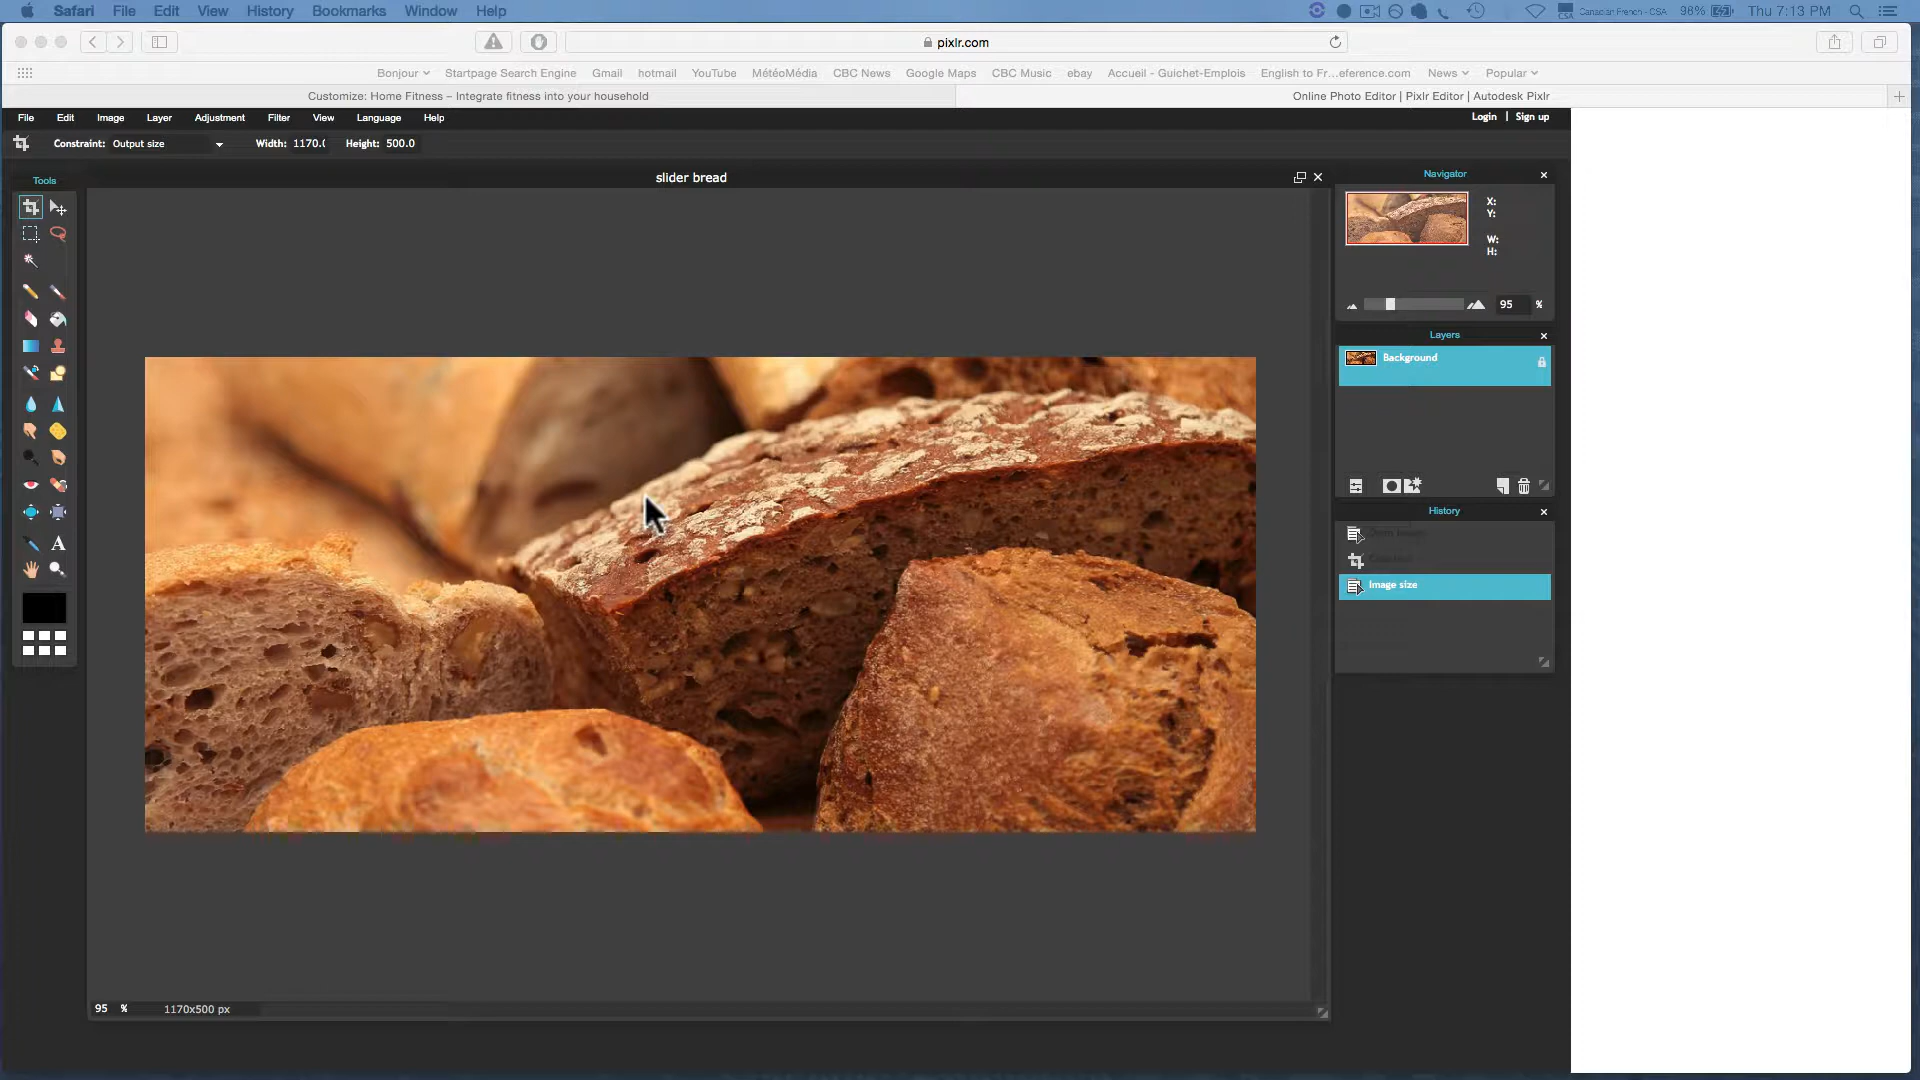 Safari File Edit View History Bookmarks Window Help Canadian French - CSA 98% Thu 7:13 PM
pixlr.com
Bonjour Startpage Search Engine Gmail hotmail YouTube MétéoMédia CBC News Google Maps CBC Music ebay Accueil - Guichet-Emplois English to Fr...eference.com News Popular
Customize: Home Fitness – Integrate fitness into your household Online Photo Editor | Pixlr Editor | Autodesk Pixlr
File Edit Image Layer Adjustment Filter View Language Help Login | Sign up
Constraint: Output size Width: 1170.( Height: 500.0
Tools
slider bread
Navigator
X:
Y:
W:
H:
95 %
Layers
Background
History
Image size
95 % 1170x500 px